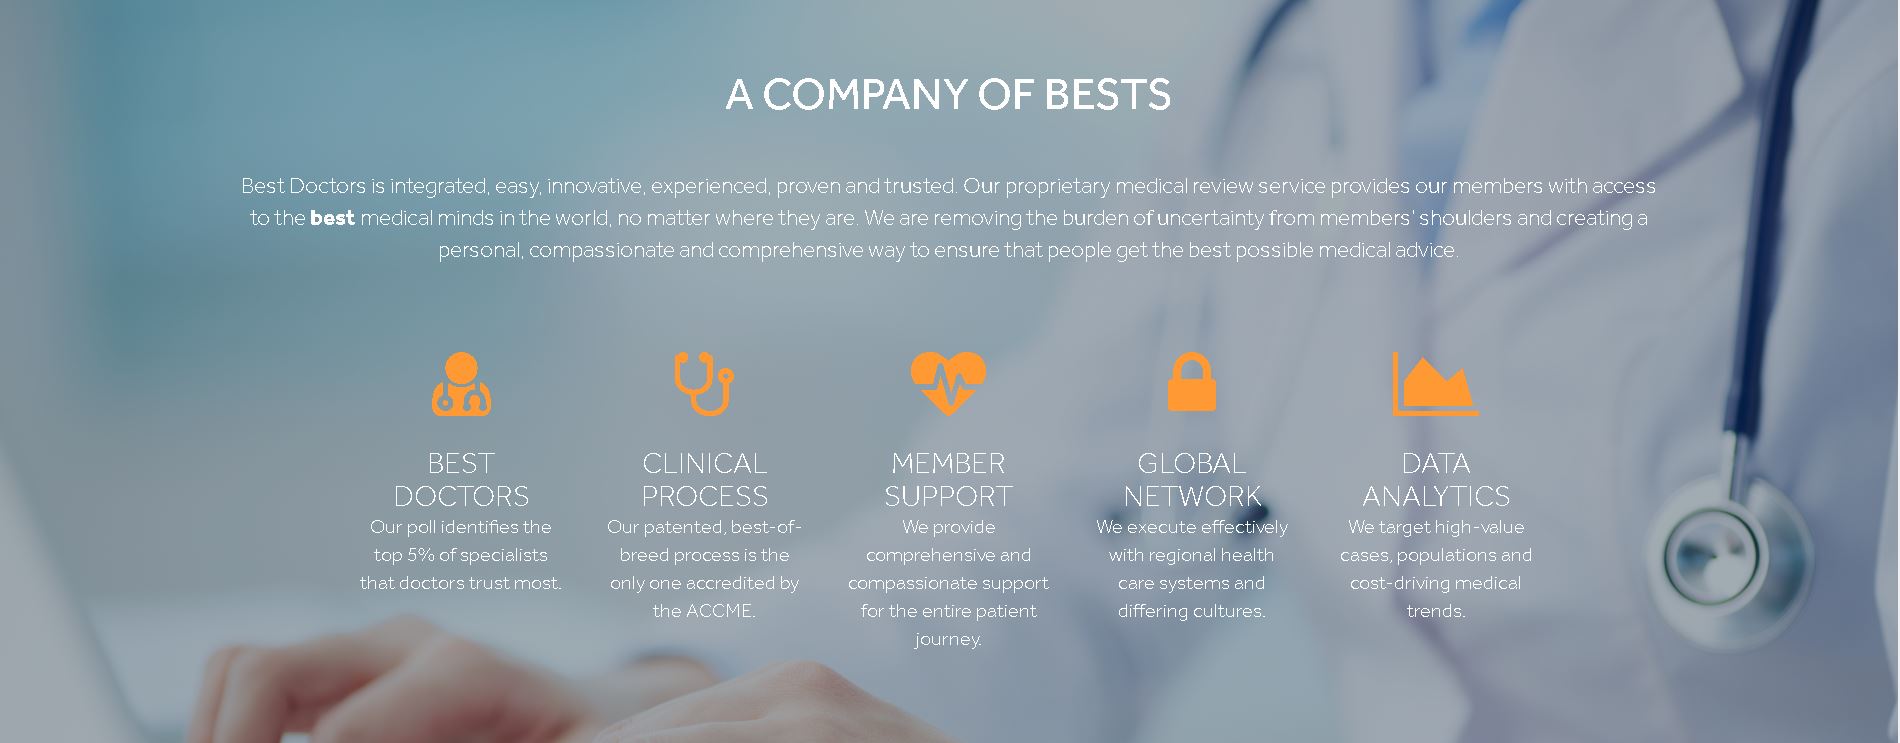 A COMPANY OF BESTS
Best Doctors is integrated, easy, innovative, experienced, proven and trusted. Our proprietary medical review service provides our members with access
to the best medical minds in the world, no matter where they are. We are removing the burden of uncertainty from members' shoulders and creating a
personal, compassionate and comprehensive way to ensure that people get the best possible medical advice.
BEST
DOCTORS
Our poll identifies the
top 5% of specialists
that doctors trust most.
CLINICAL
PROCESS
Our patented, best-of-
breed process is the
only one accredited by
the ACCME.
MEMBER
SUPPORT
We provide
comprehensive and
compassionate support
for the entire patient
journey.
GLOBAL
NETWORK
We execute effectively
with regional health
care systems and
differing cultures.
DATA
ANALYTICS
We target high-value
cases, populations and
cost-driving medical
trends.